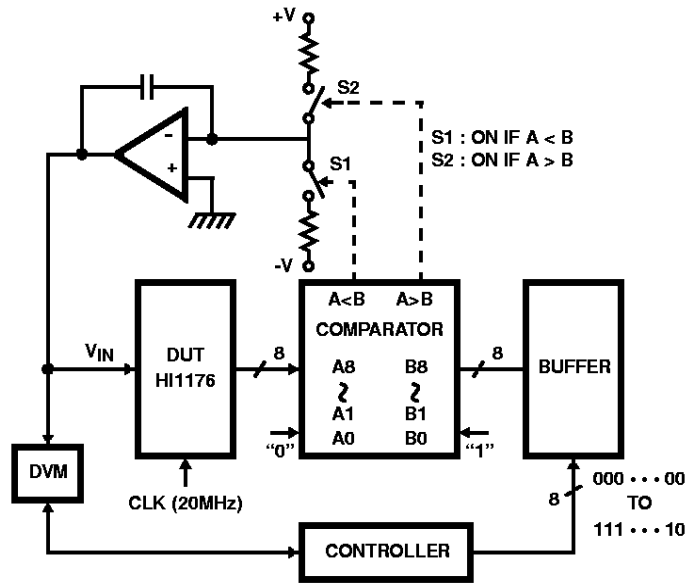 +V
S2
-
+
S1
S1 : ON IF A < B
S2 : ON IF A > B
-V
A<B A>B
COMPARATOR
A8 B8
A1 B1
A0 B0
VIN
DUT
HI1176
8
8
BUFFER
"0"
"1"
DVM
CLK (20MHz)
8
000 • • • 00
TO
111 • • • 10
CONTROLLER